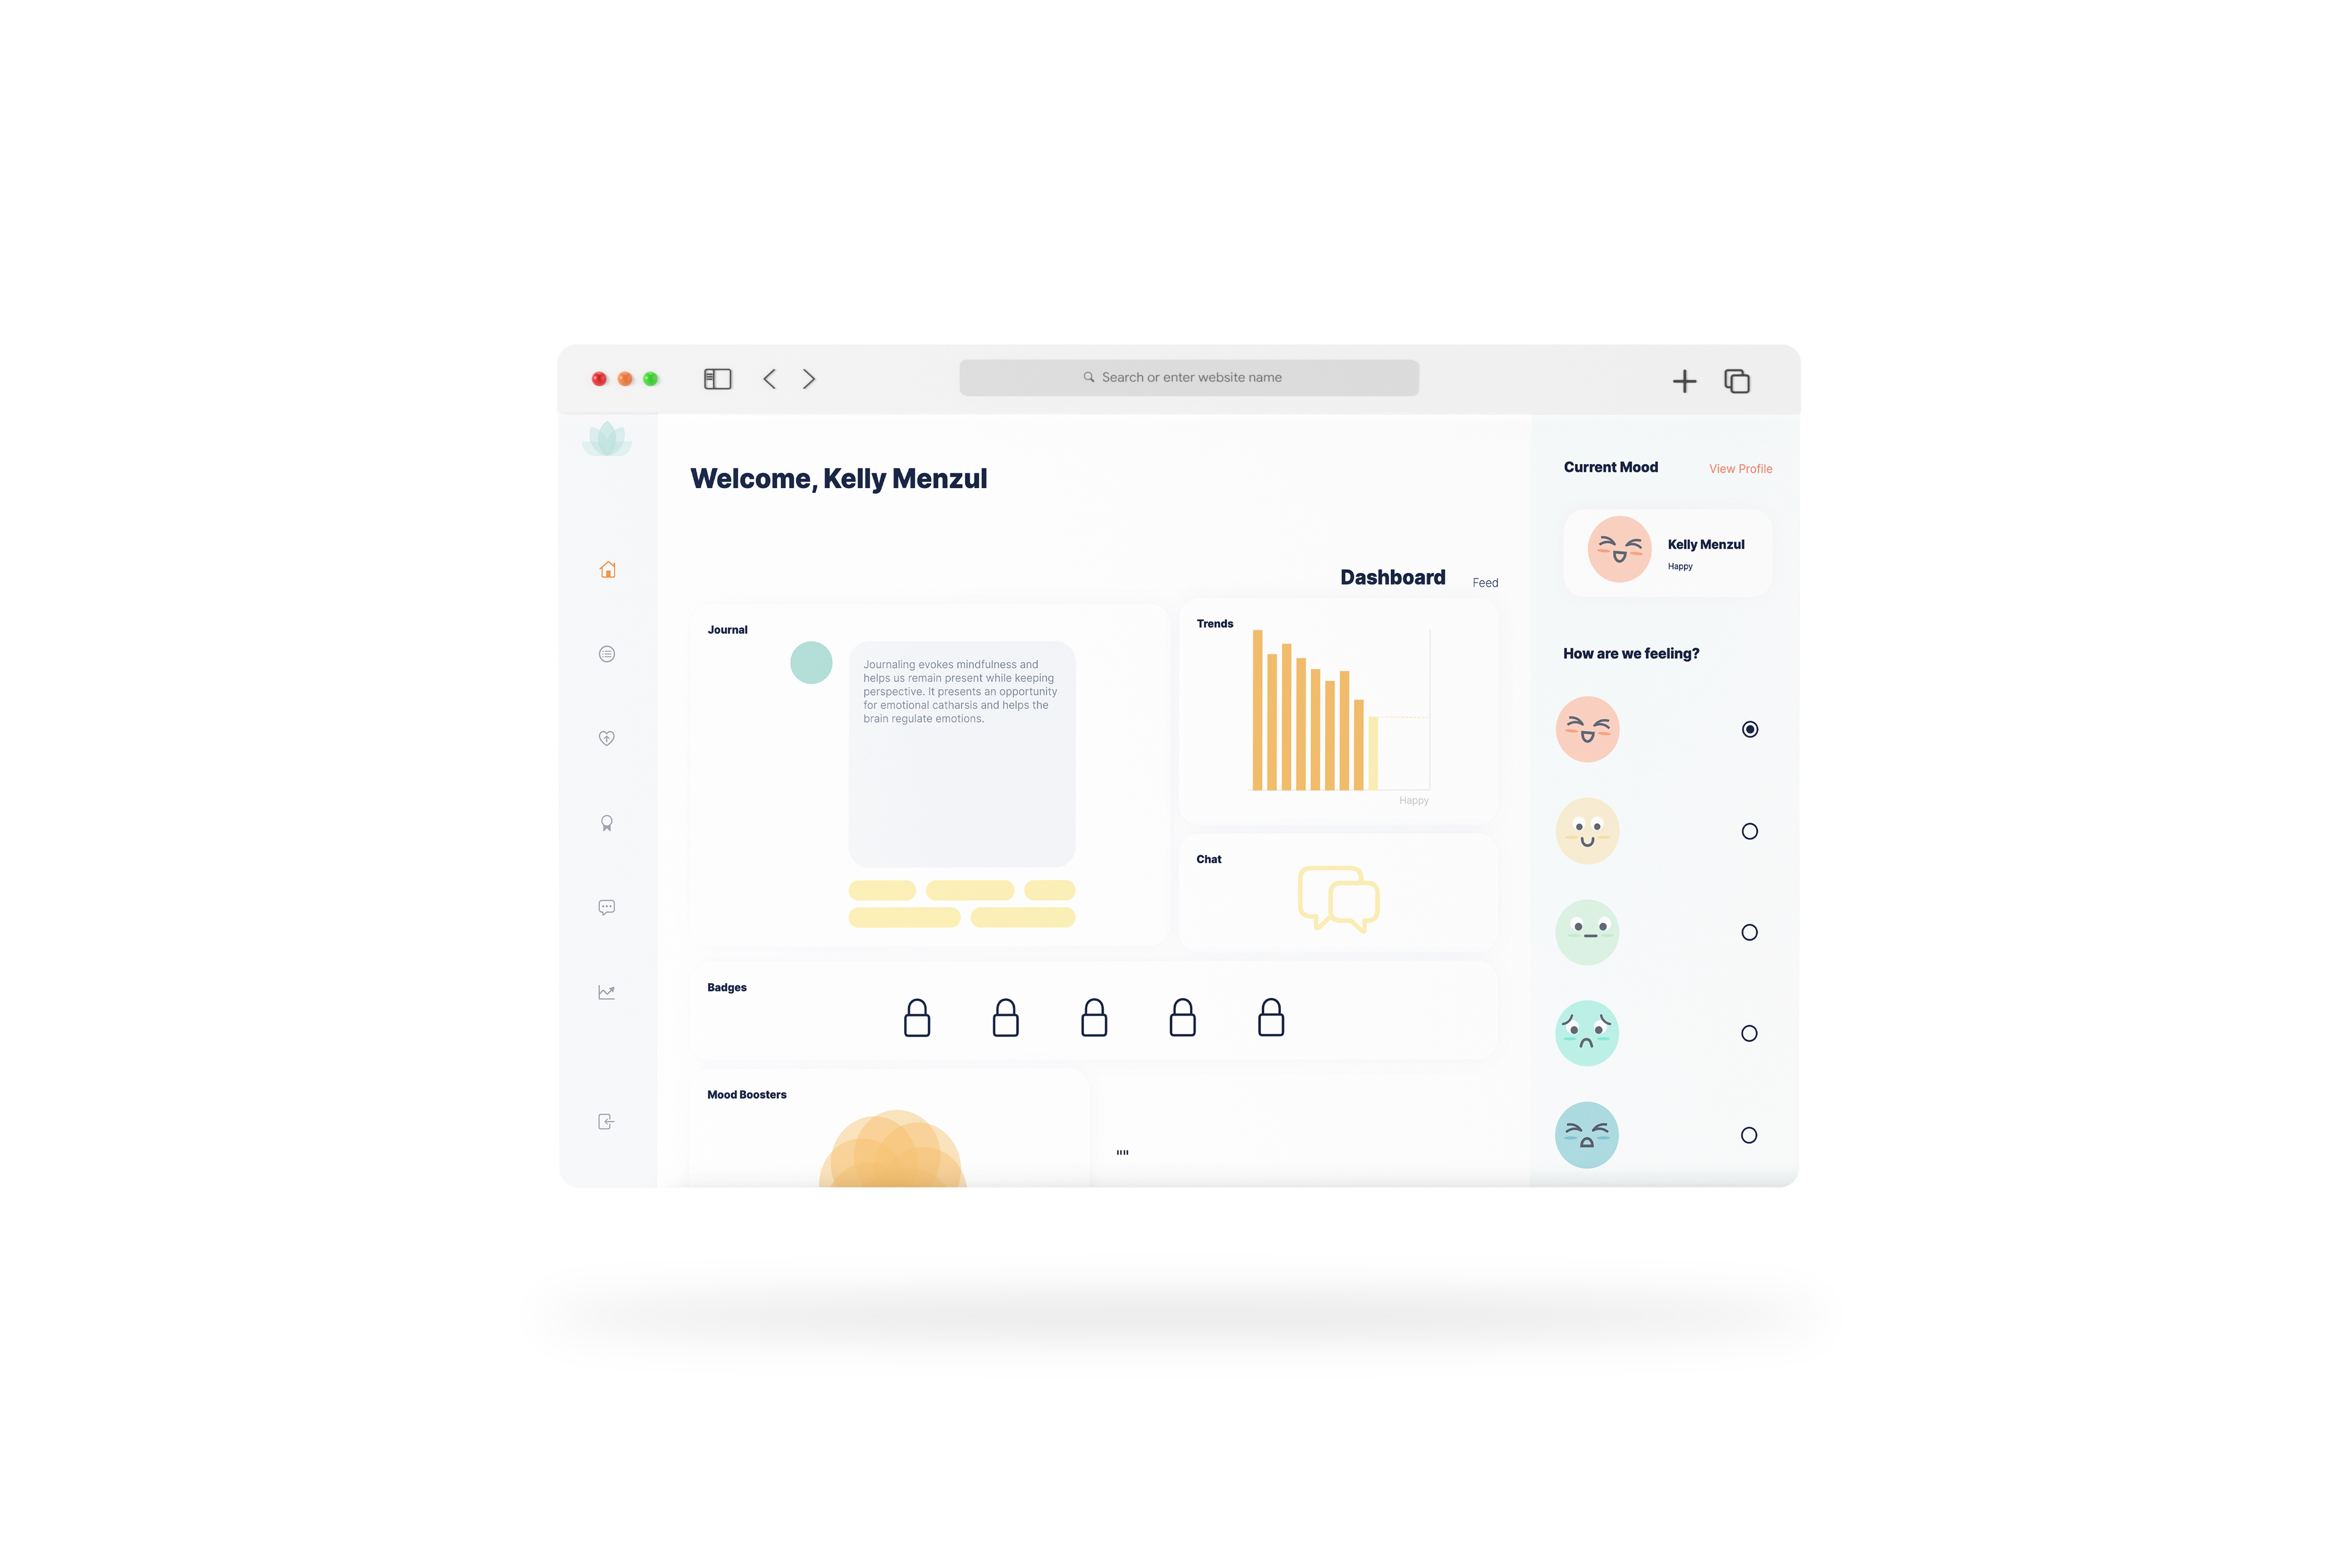 Search or enter website name
Welcome, Kelly Menzul
Dashboard
Feed
Journal
Journaling evokes mindfulness and
helps us remain present while keeping
perspective. It presents an opportunity
for emotional catharsis and helps the
brain regulate emotions.
Trends
Happy
Chat
Badges
Mood Boosters
""
Current Mood
View Profile
Kelly Menzul
Happy
How are we feeling?